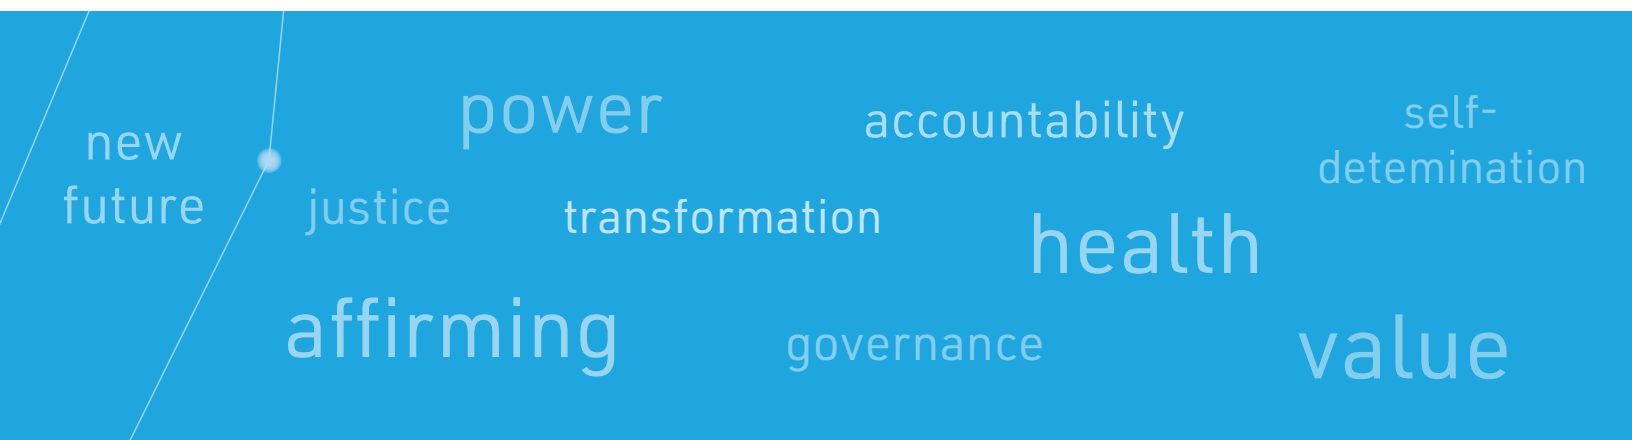 new
future
power
justice
affirming
transformation
accountability
governance
health
self-
detemination
value